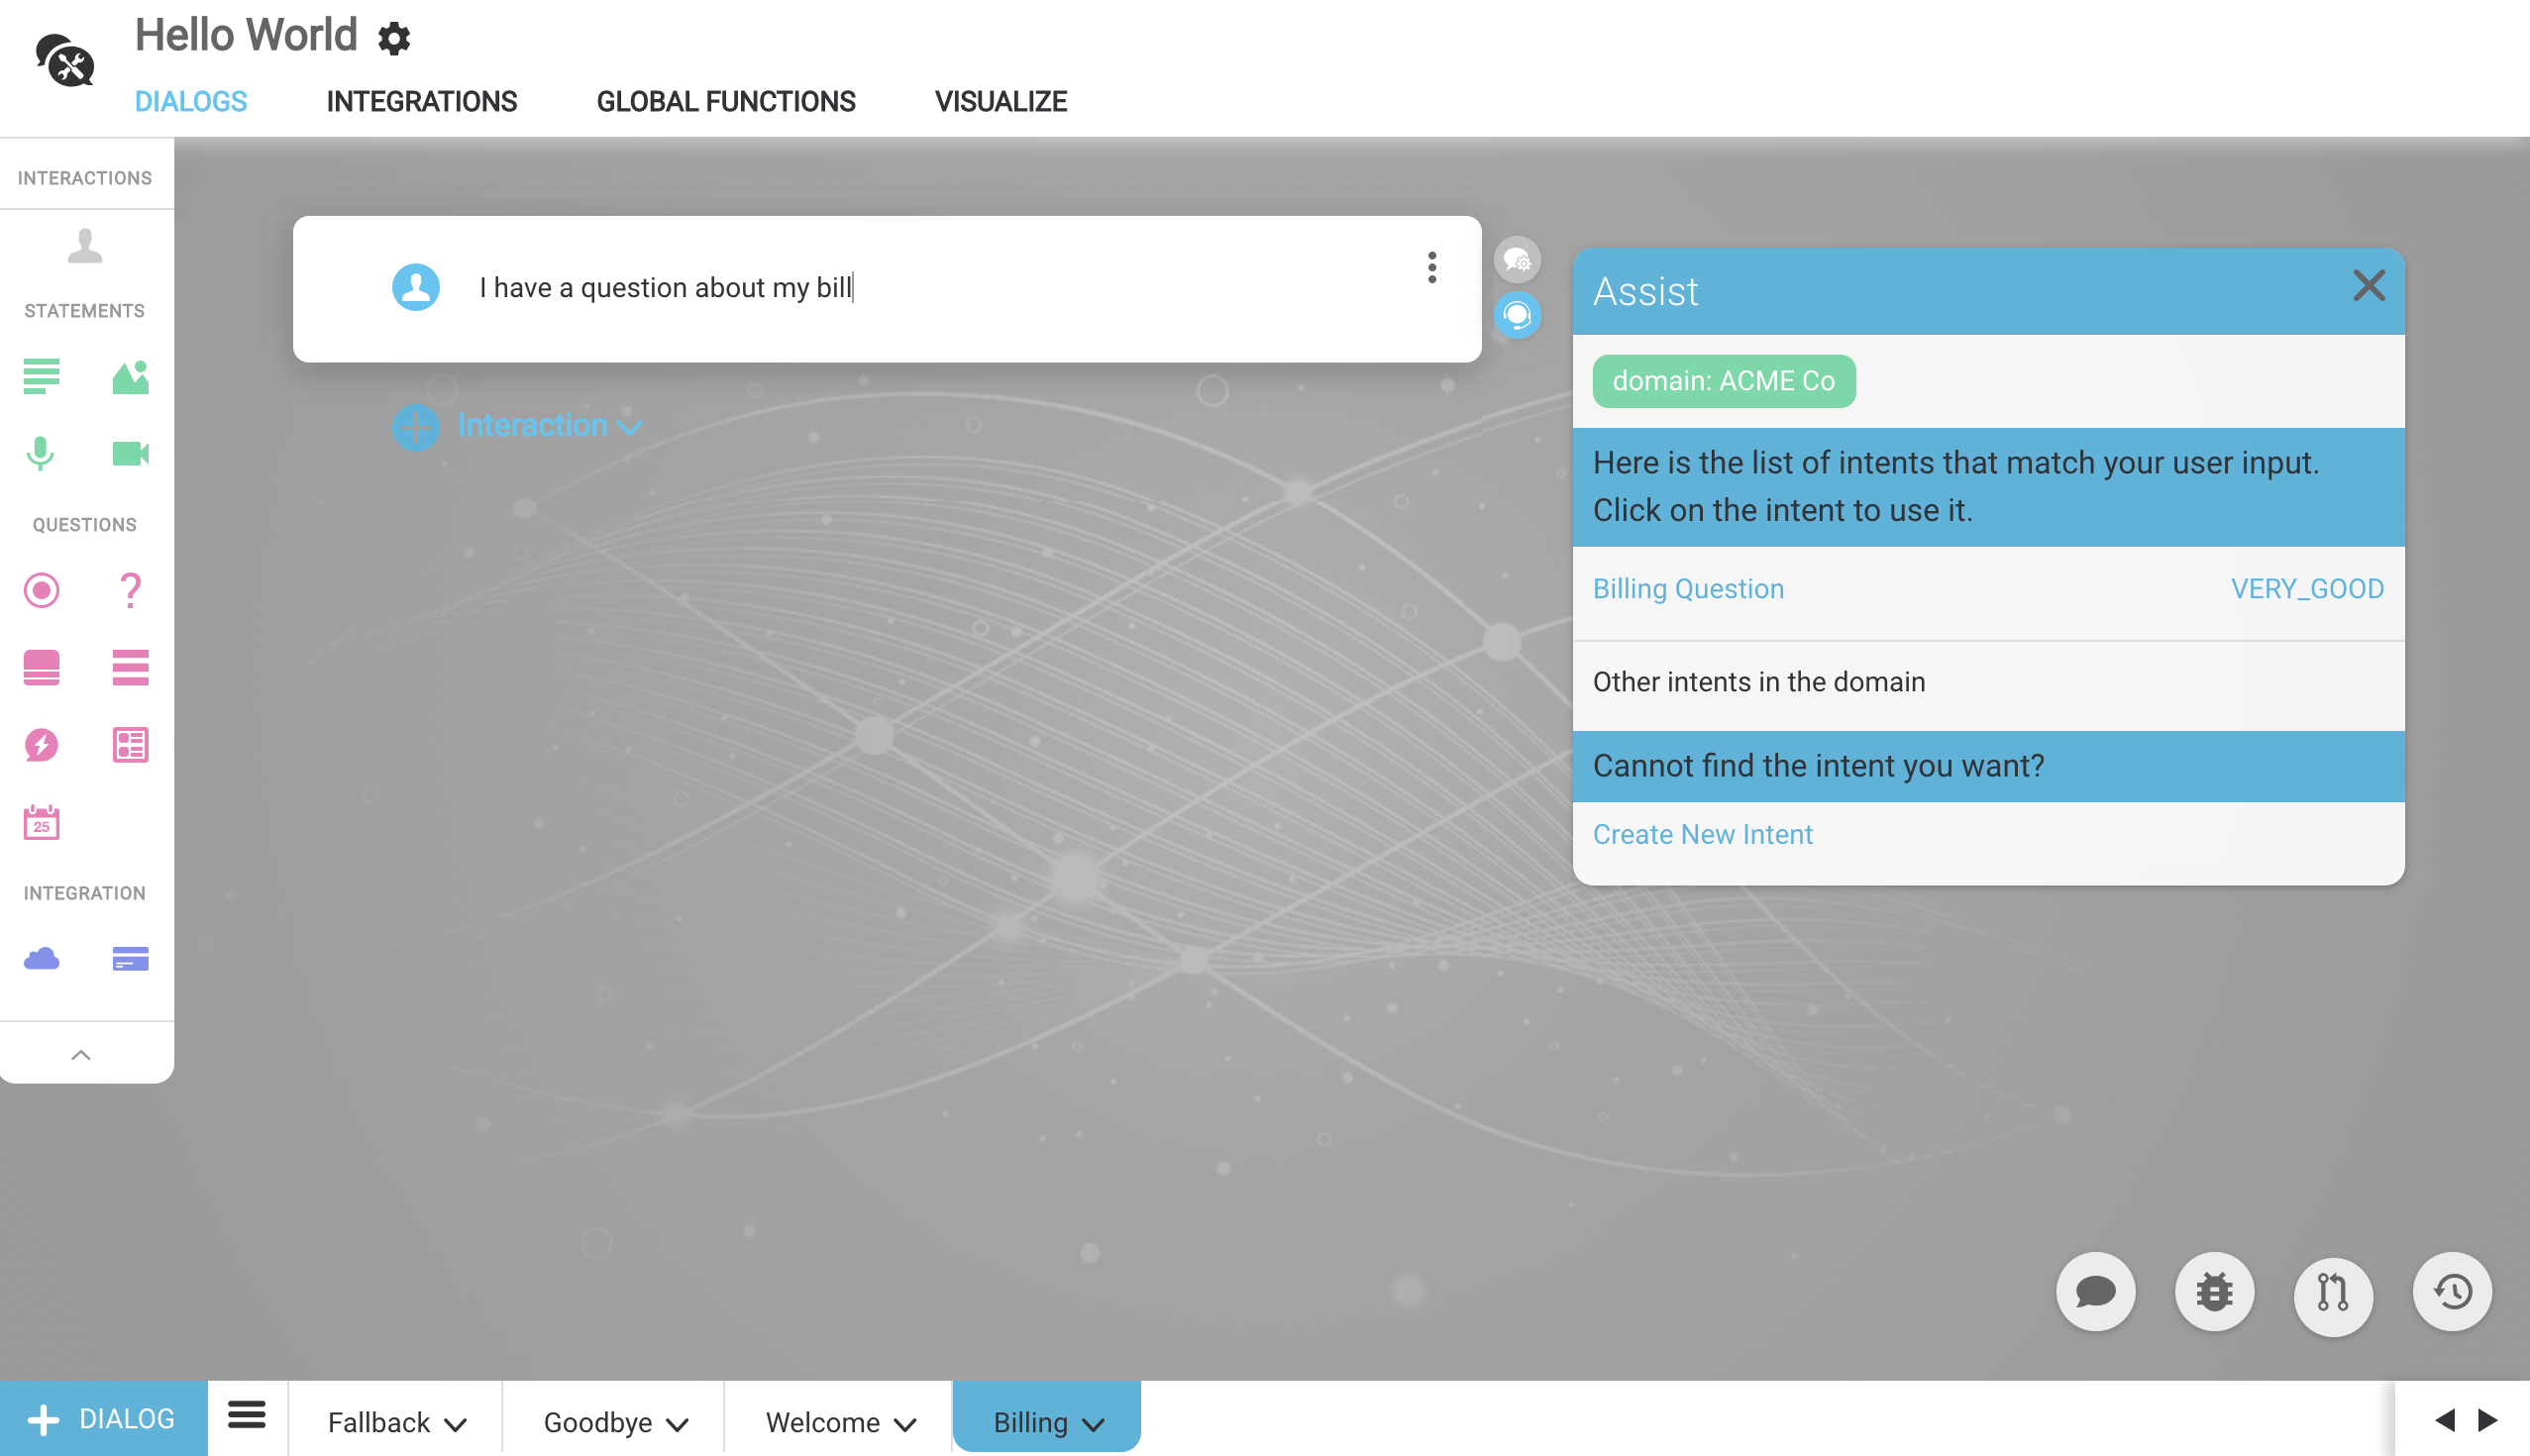 Hello World
DIALOGS
INTEGRATIONS
GLOBAL FUNCTIONS
VISUALIZE
INTERACTIONS
STATEMENTS
QUESTIONS
?
25
INTEGRATION
I have a question about my bill
Interaction
Assist
domain: ACME Co
Here is the list of intents that match your user input.
Click on the intent to use it.
Billing Question
VERY_GOOD
Other intents in the domain
Cannot find the intent you want?
Create New Intent
DIALOG
Fallback
Goodbye
Welcome
Billing